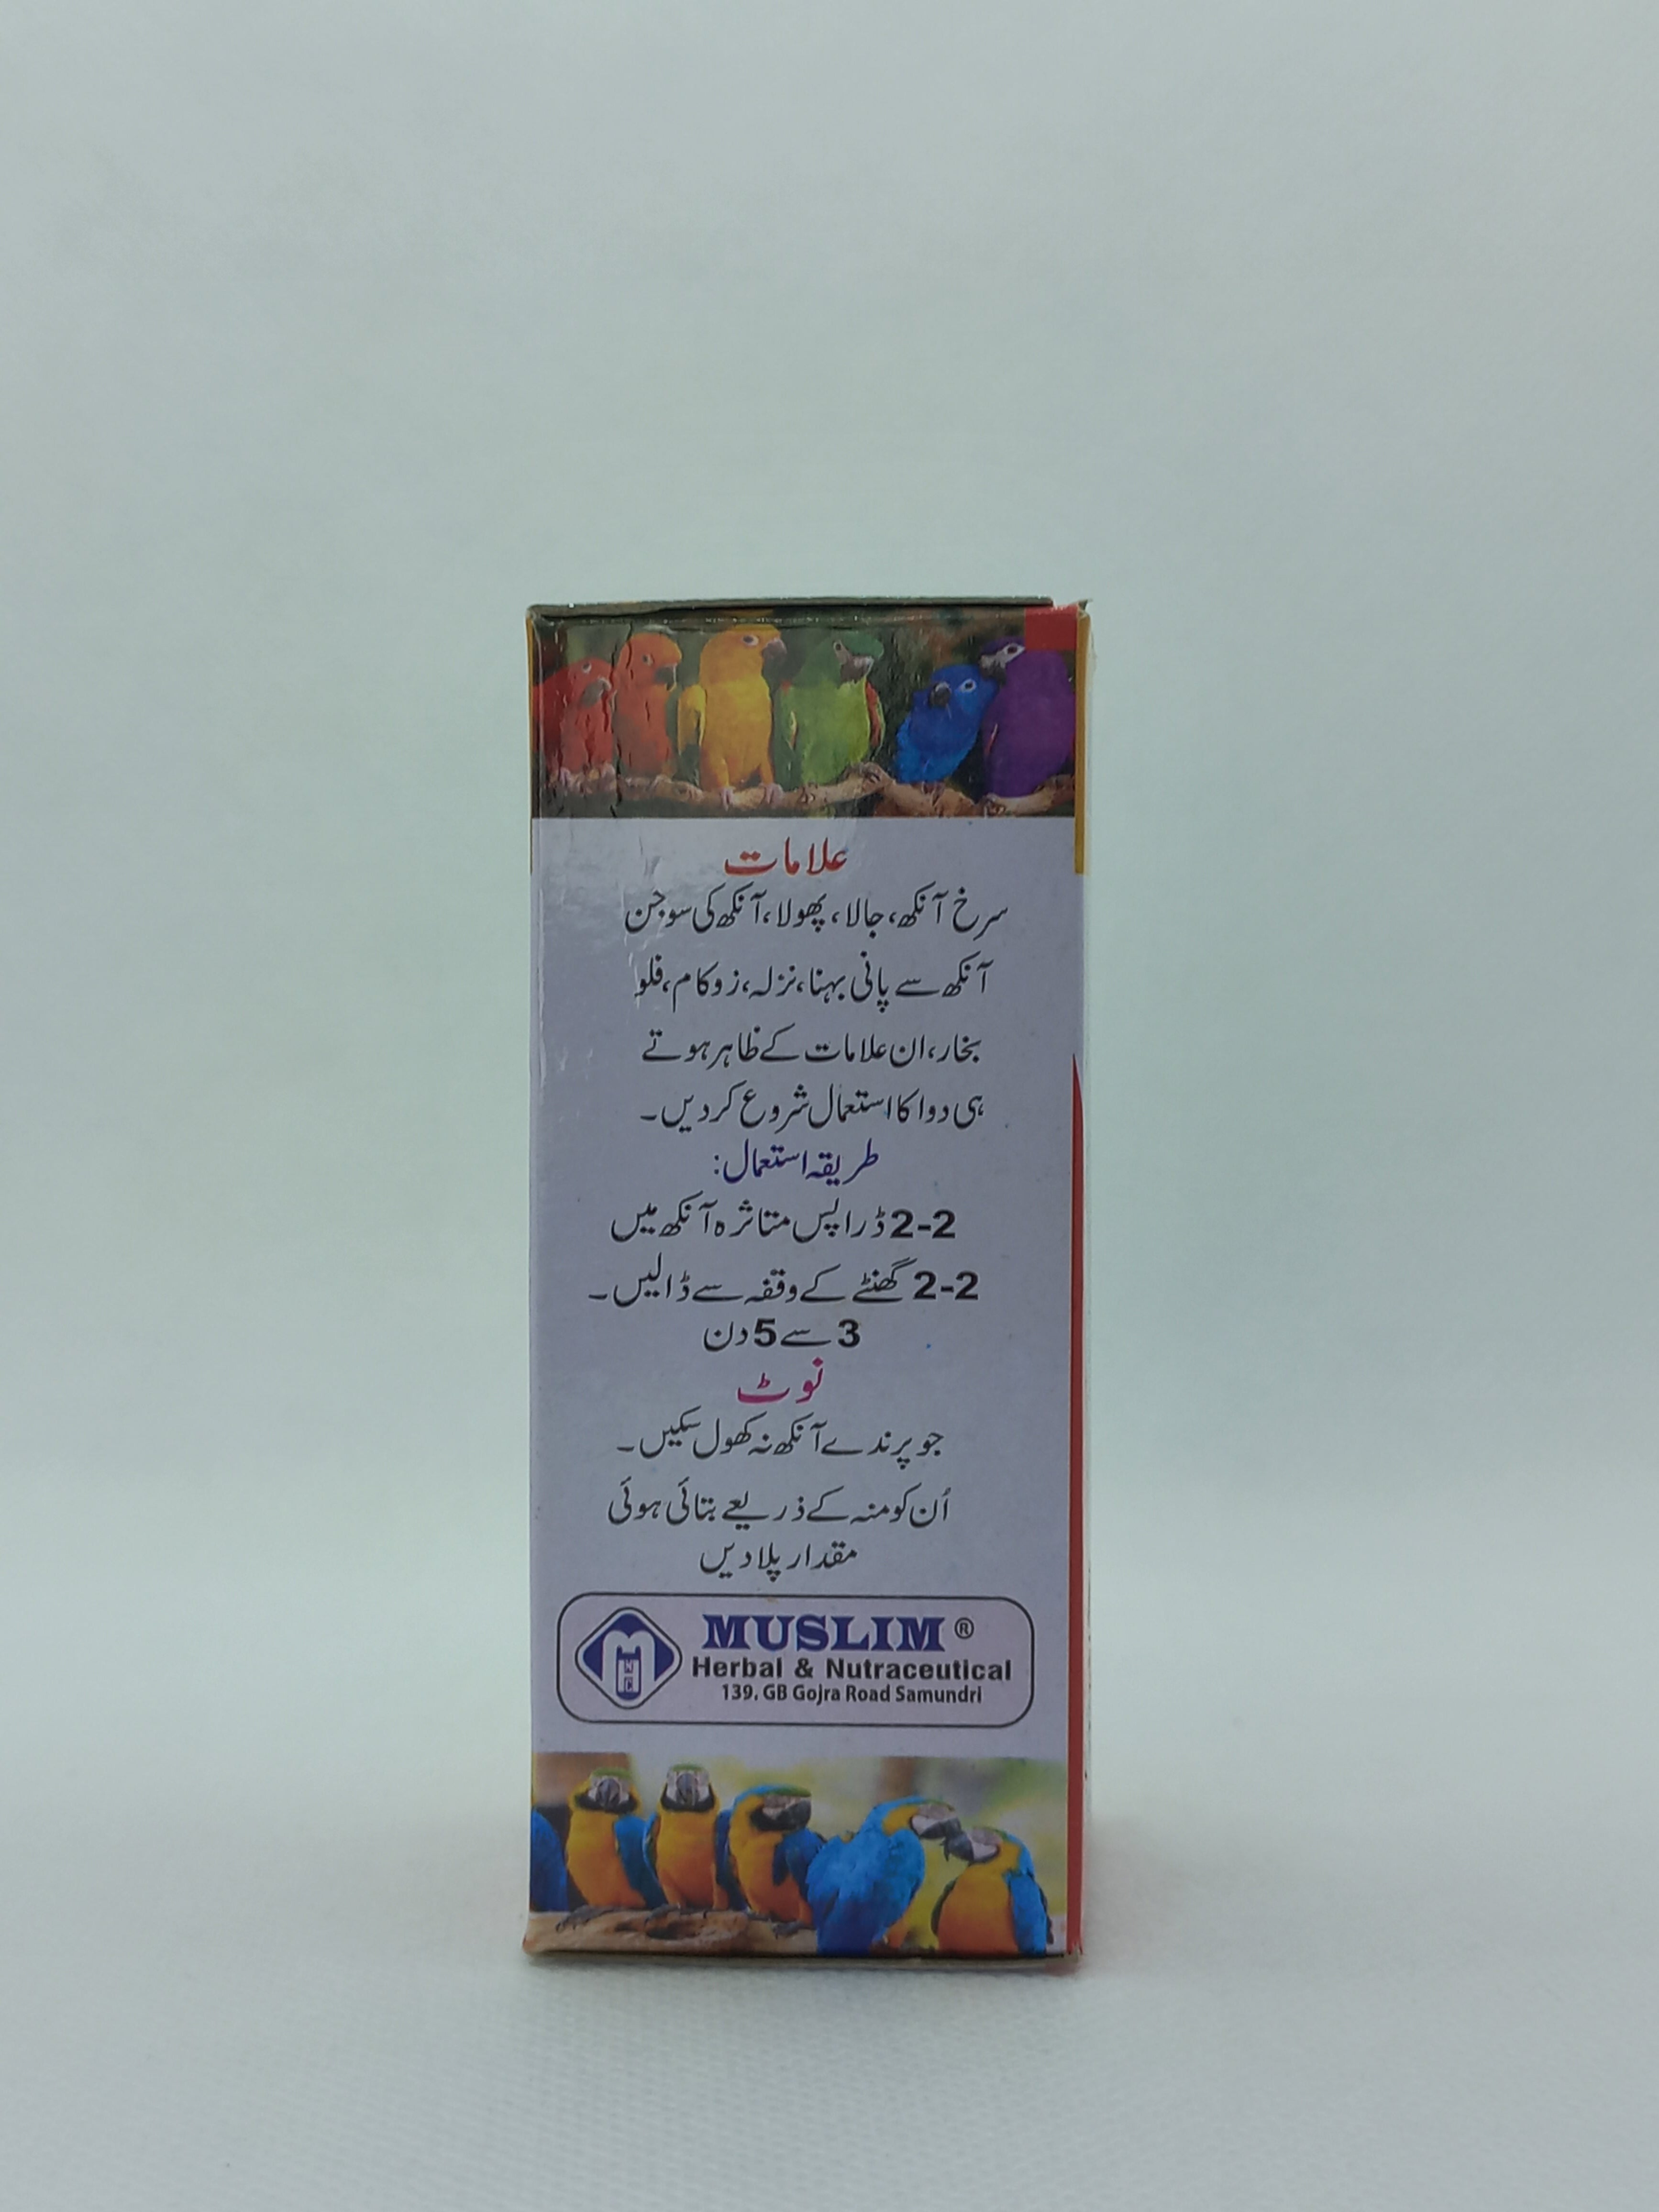 علامات
سرخ آنکھ، جالا، پھولا، آنکھ کی سوجن
آنکھ سے پانی بہنا، نزلہ، زوکام، فلو
بخار، ان علامات کے ظاہر ہوتے
ہی دوا کا استعمال شروع کر دیں۔
طریقہ استعمال:
2-2 ڈراپس متاثرہ آنکھ میں
2-2 گھنٹے کے وقفہ سے ڈالیں۔
3 سے 5 دن
نوٹ
جو پرندے آنکھ نہ کھول سکیں۔
اُن کو منہ کے ذریعے بتائی ہوئی
مقدار پلا دیں
MUSLIM ®
Herbal & Nutraceutical
139. GB Gojra Road Samundri